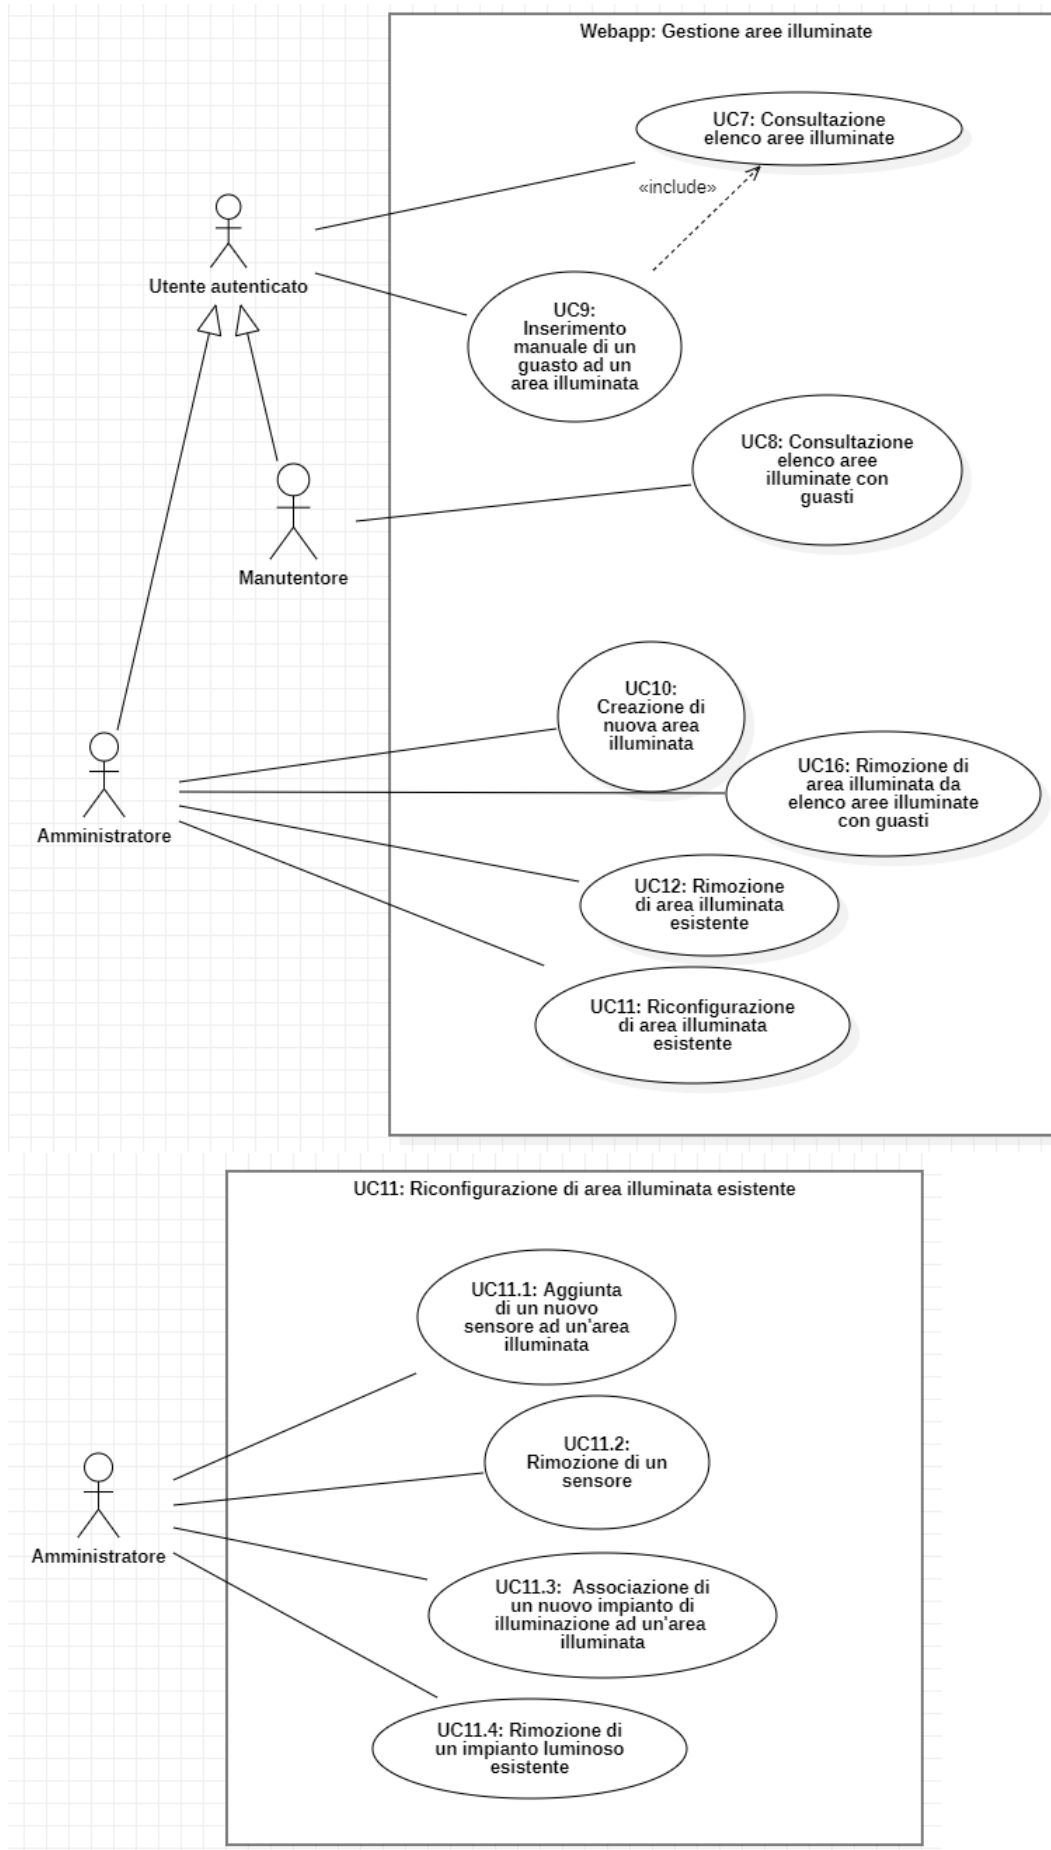 Webapp: Gestione aree illuminate
UC7: Consultazione
elenco aree illuminate
«include»
Utente autenticato
UC9:
Inserimento
manuale di un
guasto ad un
area illuminata
UC8: Consultazione
elenco aree
illuminate con
guasti
Manutentore
UC10:
Creazione di
nuova area
illuminata
UC16: Rimozione di
area illuminata da
elenco aree illuminate
con guasti
Amministratore
UC12: Rimozione
di area illuminata
esistente
UC11: Riconfigurazione
di area illuminata
esistente
UC11: Riconfigurazione di area illuminata esistente
UC11.1: Aggiunta
di un nuovo
sensore ad un'area
illuminata
UC11.2:
Rimozione di un
sensore
Amministratore
UC11.3: Associazione di
un nuovo impianto di
illuminazione ad un'area
illuminata
UC11.4: Rimozione di
un impianto luminoso
esistente